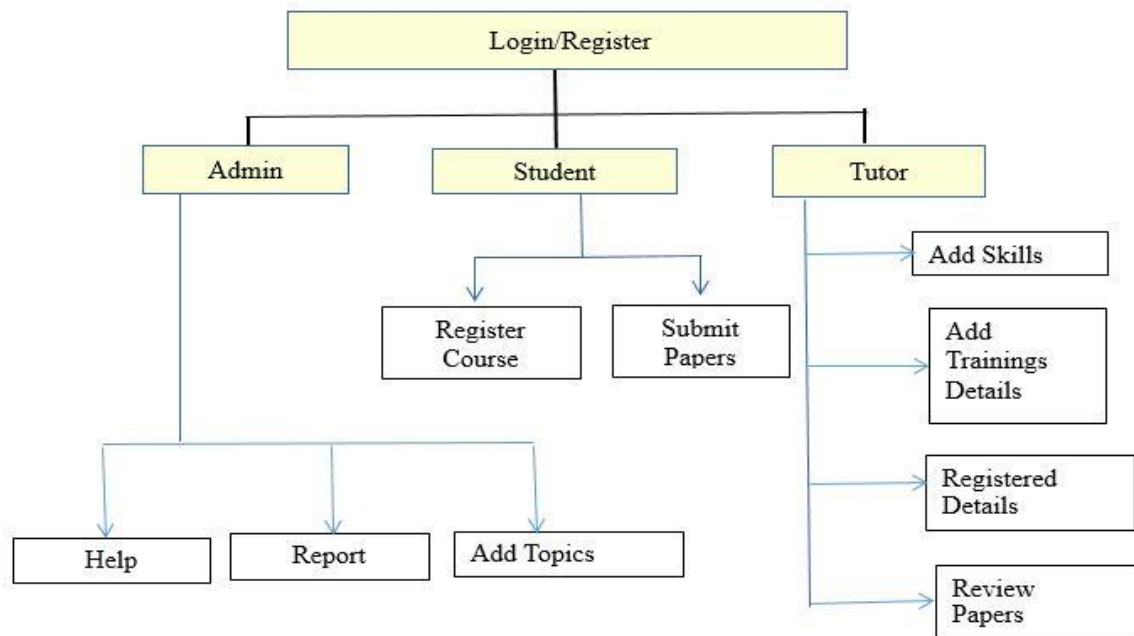 Login/Register
Admin
Student
Tutor
Add Skills
Register
Course
Submit
Papers
Add
Trainings
Details
Registered
Details
Help
Report
Add Topics
Review
Papers